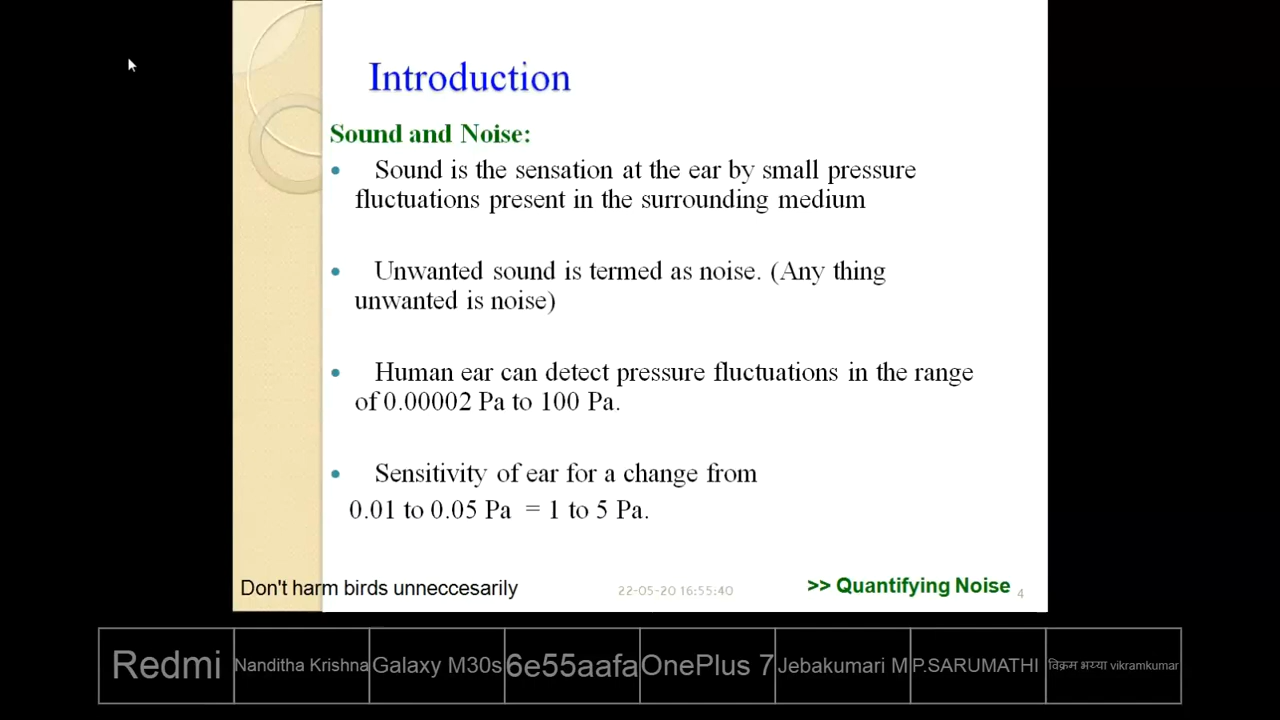 Introduction
Sound and Noise:
• Sound is the sensation at the ear by small pressure
fluctuations present in the surrounding medium
• Unwanted sound is termed as noise. (Any thing
unwanted is noise)
• Human ear can detect pressure fluctuations in the range
of 0.00002 Pa to 100 Pa.
• Sensitivity of ear for a change from
0.01 to 0.05 Pa = 1 to 5 Pa.
Don't harm birds unneccesarily
22-05-20 16:55:40
>> Quantifying Noise
4
Redmi
Nanditha Krishna
Galaxy M30s
6e55aafa
OnePlus 7
Jebakumari M
P.SARUMATHI
विक्रम भय्या vikramkumar